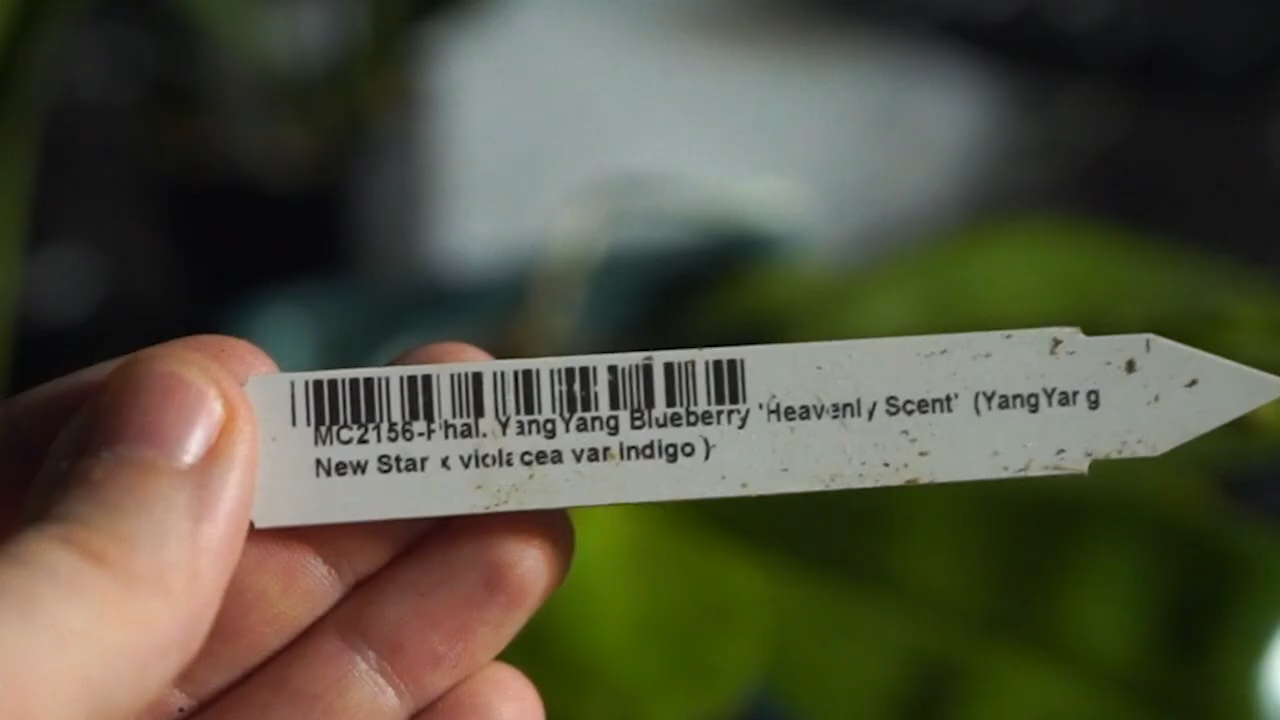 MC2156-Phal. YangYang Blueberry 'Heavenly Scent' (YangYang
New Star x violacea var indigo )